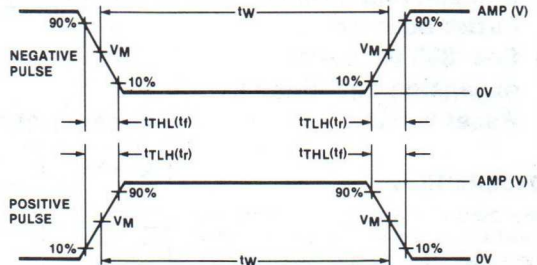 tW
AMP (V)
90%
90%
NEGATIVE
PULSE
VM
VM
10%
10%
0V
tTHL(tf)
tTLH(tr)
tTLH(tr)
tTHL(tf)
AMP (V)
POSITIVE
PULSE
90%
90%
VM
VM
10%
10%
tW
0V